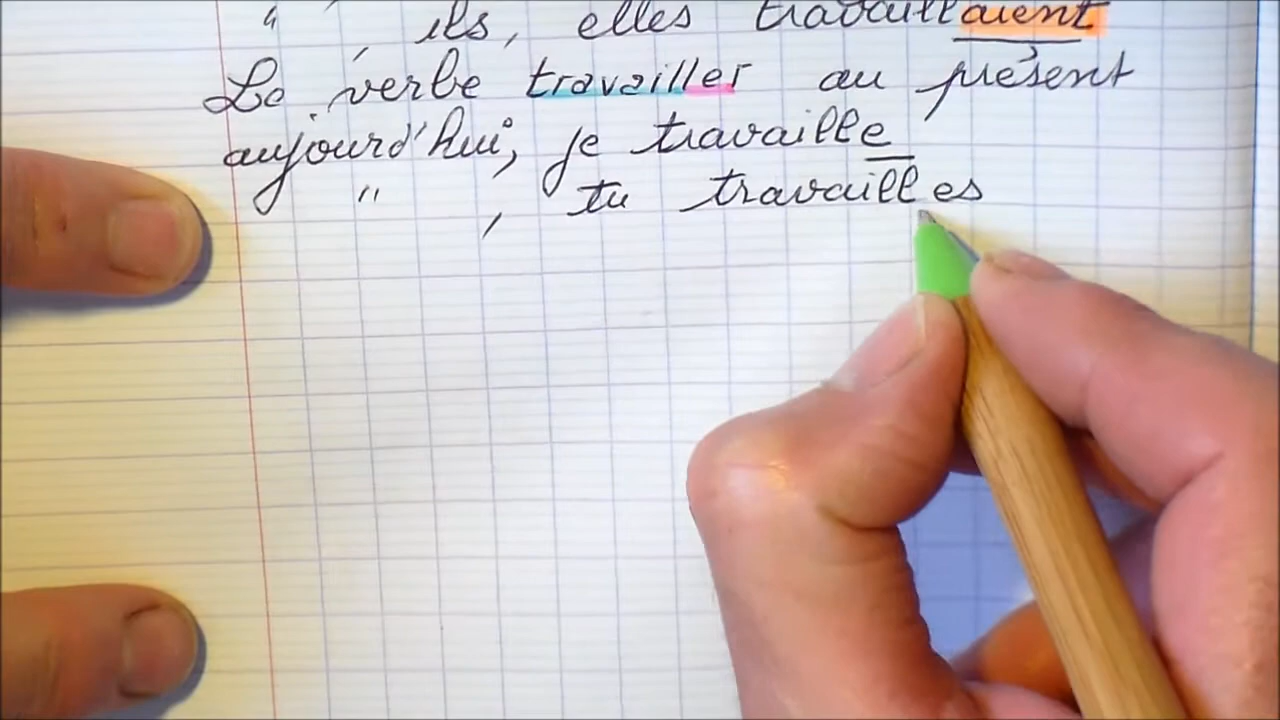 " , ils, elles travaillaient
Le verbe travailler au présent
aujourd'hui, je travaille
" , tu travailles